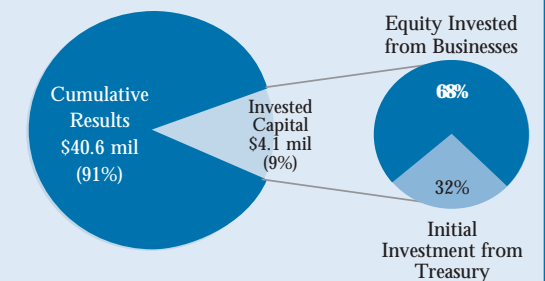 Equity Invested
from Businesses
68%
Cumulative
Results
$40.6 mil
(91%)
Invested
Capital
$4.1 mil
(9%)
32%
Initial
Investment from
Treasury